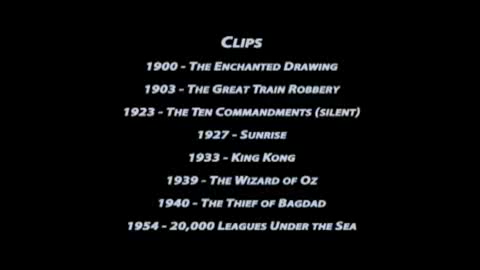 Clips
1900 - The Enchanted Drawing
1903 - The Great Train Robbery
1923 - The Ten Commandments (silent)
1927 - Sunrise
1933 - King Kong
1939 - The Wizard of Oz
1940 - The Thief of Bagdad
1954 - 20,000 Leagues Under the Sea